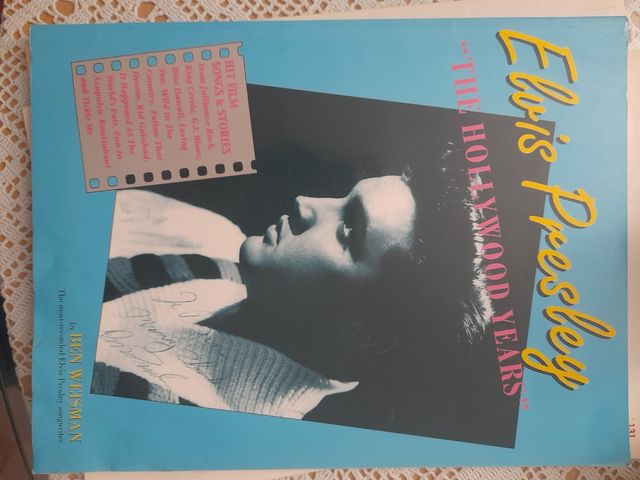 Elvis Presley
"THE HOLLYWOOD YEARS"
HIT FILM
SONGS & STORIES
From Jailhouse Rock,
King Creole, G.I. Blues,
Blue Hawaii, Loving
You, Wild In The
Country, Follow That
Dream, Kid Galahad,
It Happened At The
World's Fair, Fun In
Acapulco, Roustabout
and Tickle Me
by BEN WEISMAN
The most-recorded Elvis Presley songwriter
131